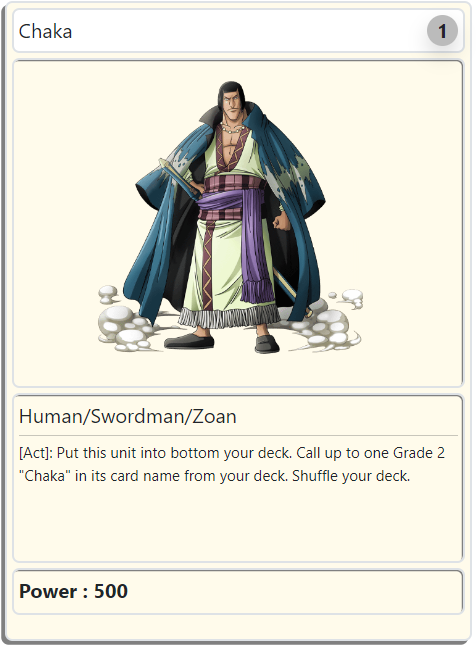 Chaka
1
Human/Swordman/Zoan
[Act]: Put this unit into bottom your deck. Call up to one Grade 2
"Chaka" in its card name from your deck. Shuffle your deck.
Power : 500